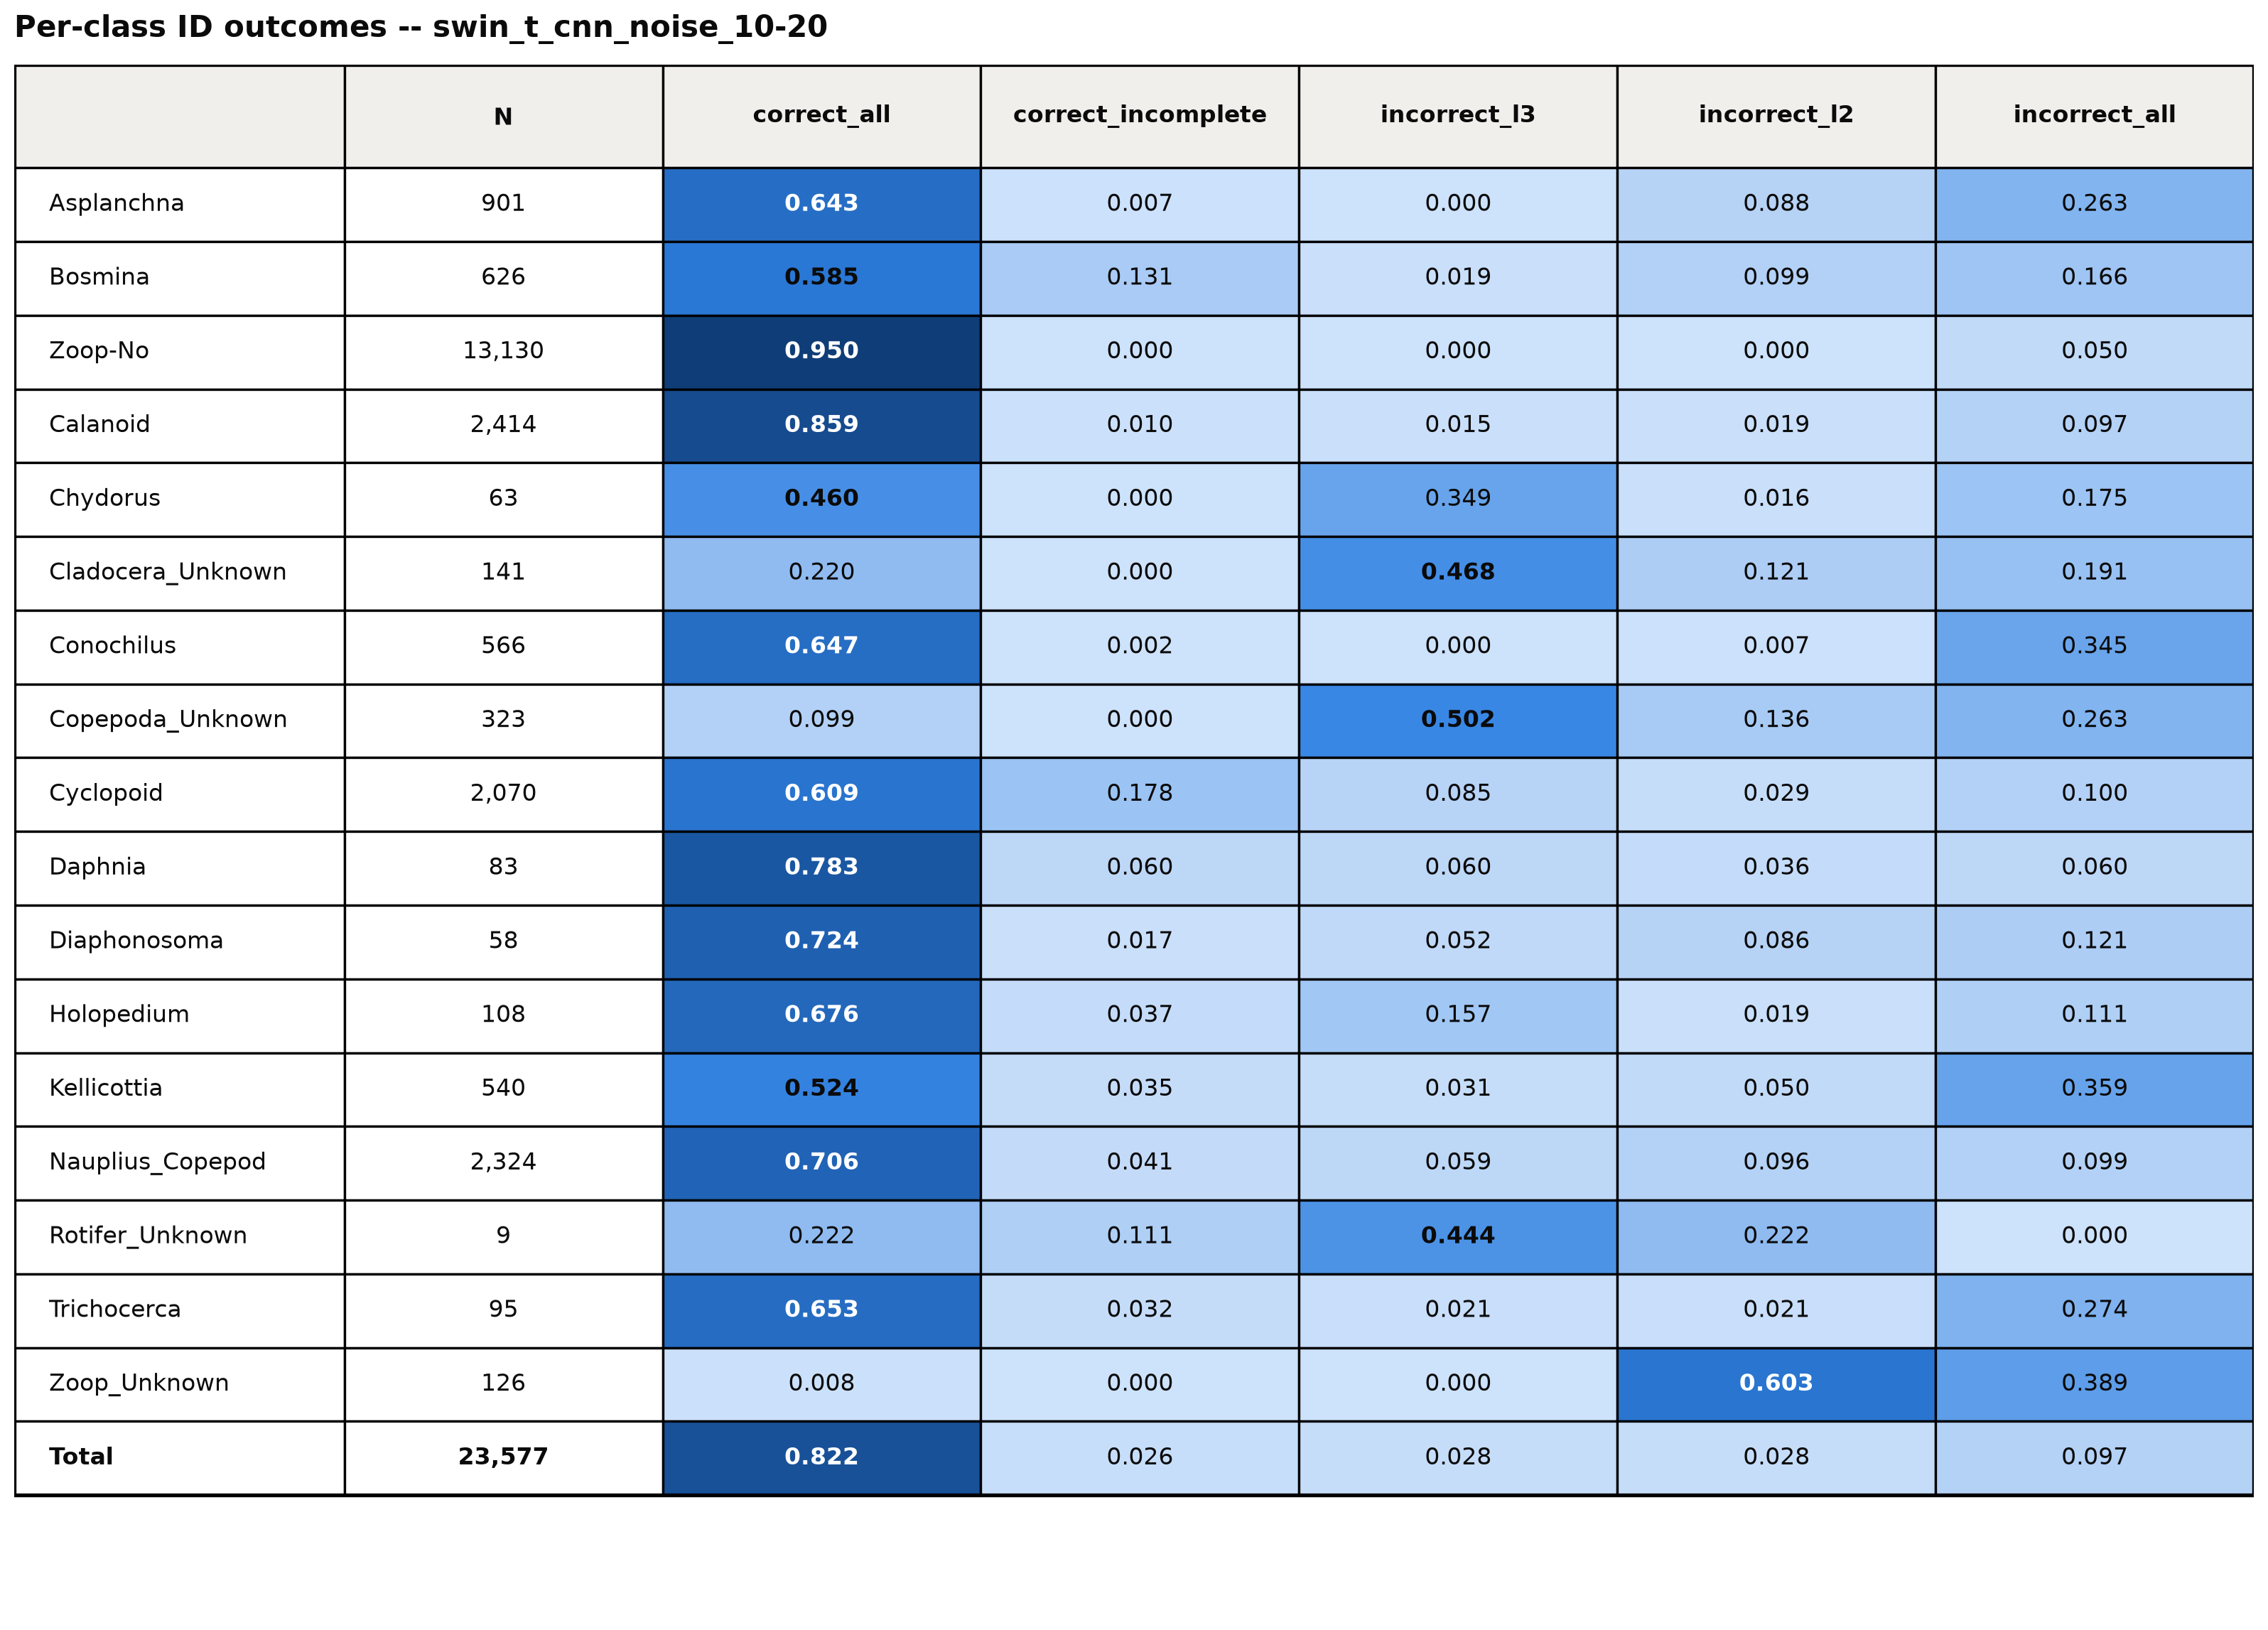 Per-class ID outcomes -- swin_t_cnn_noise_10-20
N correct_all correct_incomplete incorrect_l3 incorrect_l2 incorrect_all
Asplanchna 901 0.643 0.007 0.000 0.088 0.263
Bosmina 626 0.585 0.131 0.019 0.099 0.166
Zoop-No 13,130 0.950 0.000 0.000 0.000 0.050
Calanoid 2,414 0.859 0.010 0.015 0.019 0.097
Chydorus 63 0.460 0.000 0.349 0.016 0.175
Cladocera_Unknown 141 0.220 0.000 0.468 0.121 0.191
Conochilus 566 0.647 0.002 0.000 0.007 0.345
Copepoda_Unknown 323 0.099 0.000 0.502 0.136 0.263
Cyclopoid 2,070 0.609 0.178 0.085 0.029 0.100
Daphnia 83 0.783 0.060 0.060 0.036 0.060
Diaphonosoma 58 0.724 0.017 0.052 0.086 0.121
Holopedium 108 0.676 0.037 0.157 0.019 0.111
Kellicottia 540 0.524 0.035 0.031 0.050 0.359
Nauplius_Copepod 2,324 0.706 0.041 0.059 0.096 0.099
Rotifer_Unknown 9 0.222 0.111 0.444 0.222 0.000
Trichocerca 95 0.653 0.032 0.021 0.021 0.274
Zoop_Unknown 126 0.008 0.000 0.000 0.603 0.389
Total 23,577 0.822 0.026 0.028 0.028 0.097